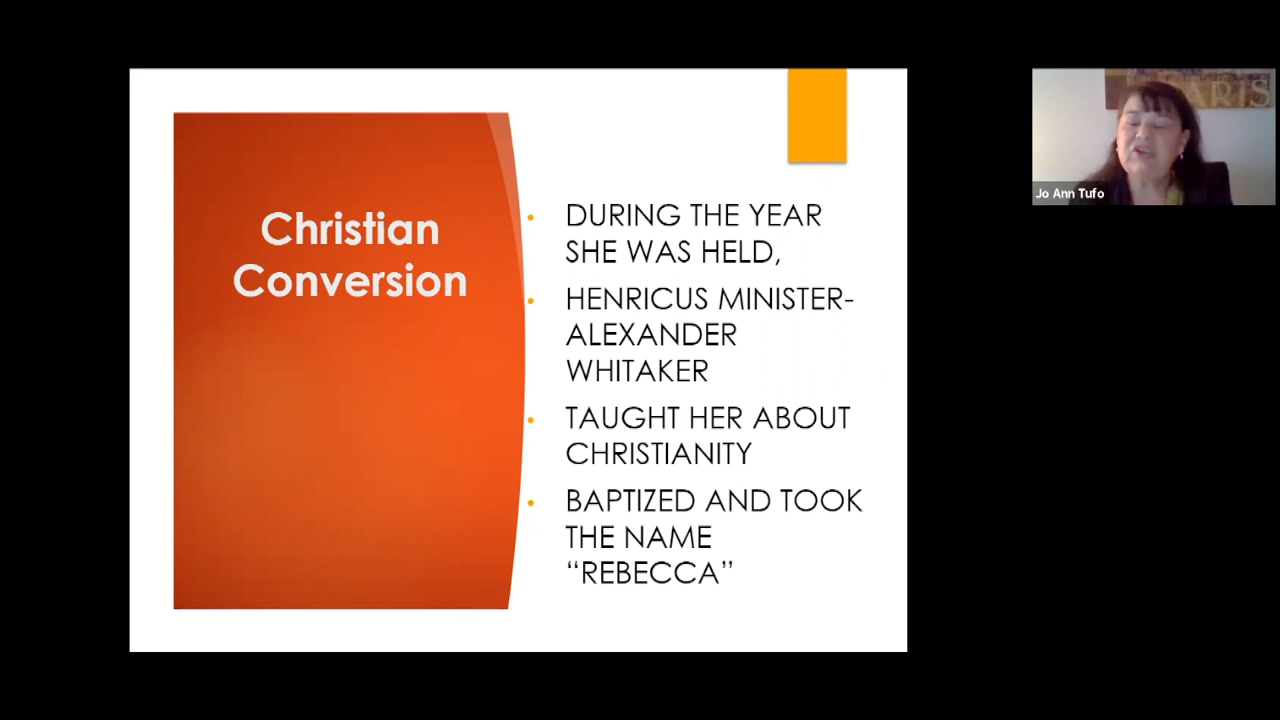 Christian
Conversion
• DURING THE YEAR
SHE WAS HELD,
• HENRICUS MINISTER-
ALEXANDER
WHITAKER
• TAUGHT HER ABOUT
CHRISTIANITY
• BAPTIZED AND TOOK
THE NAME
“REBECCA”
ARIS
Jo Ann Tufo